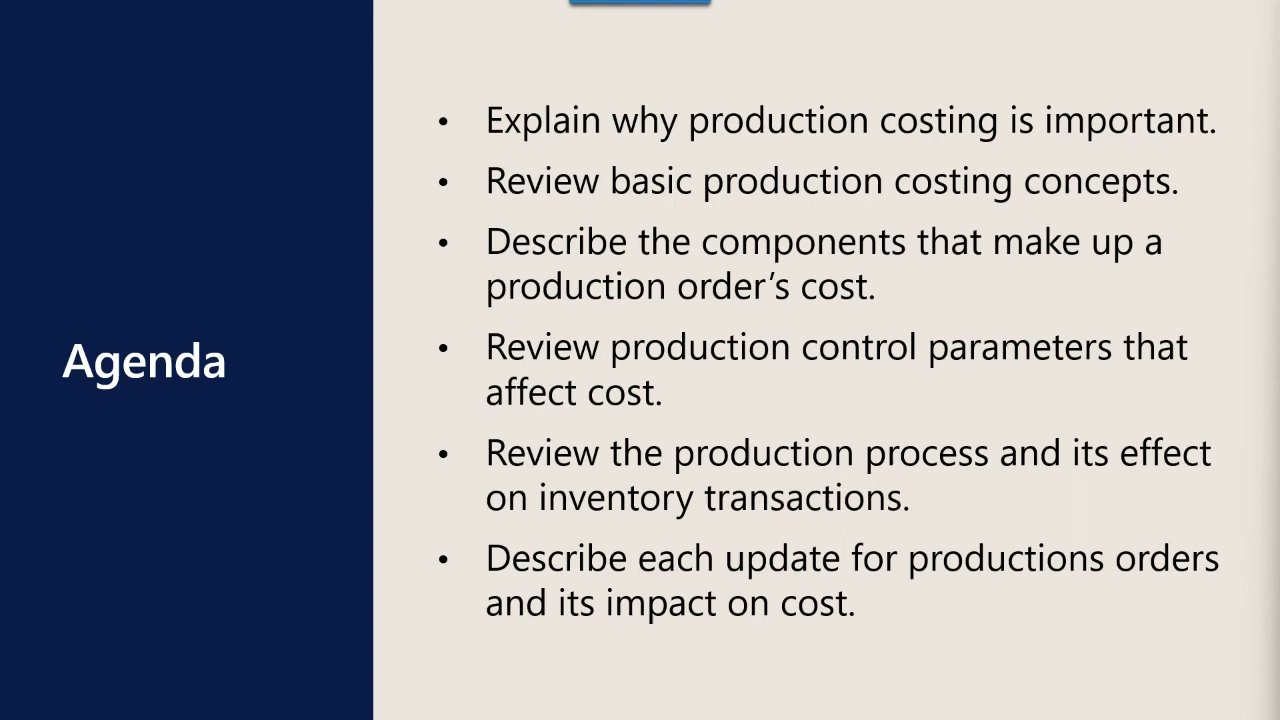 Agenda
• Explain why production costing is important.
• Review basic production costing concepts.
• Describe the components that make up a
production order’s cost.
• Review production control parameters that
affect cost.
• Review the production process and its effect
on inventory transactions.
• Describe each update for productions orders
and its impact on cost.